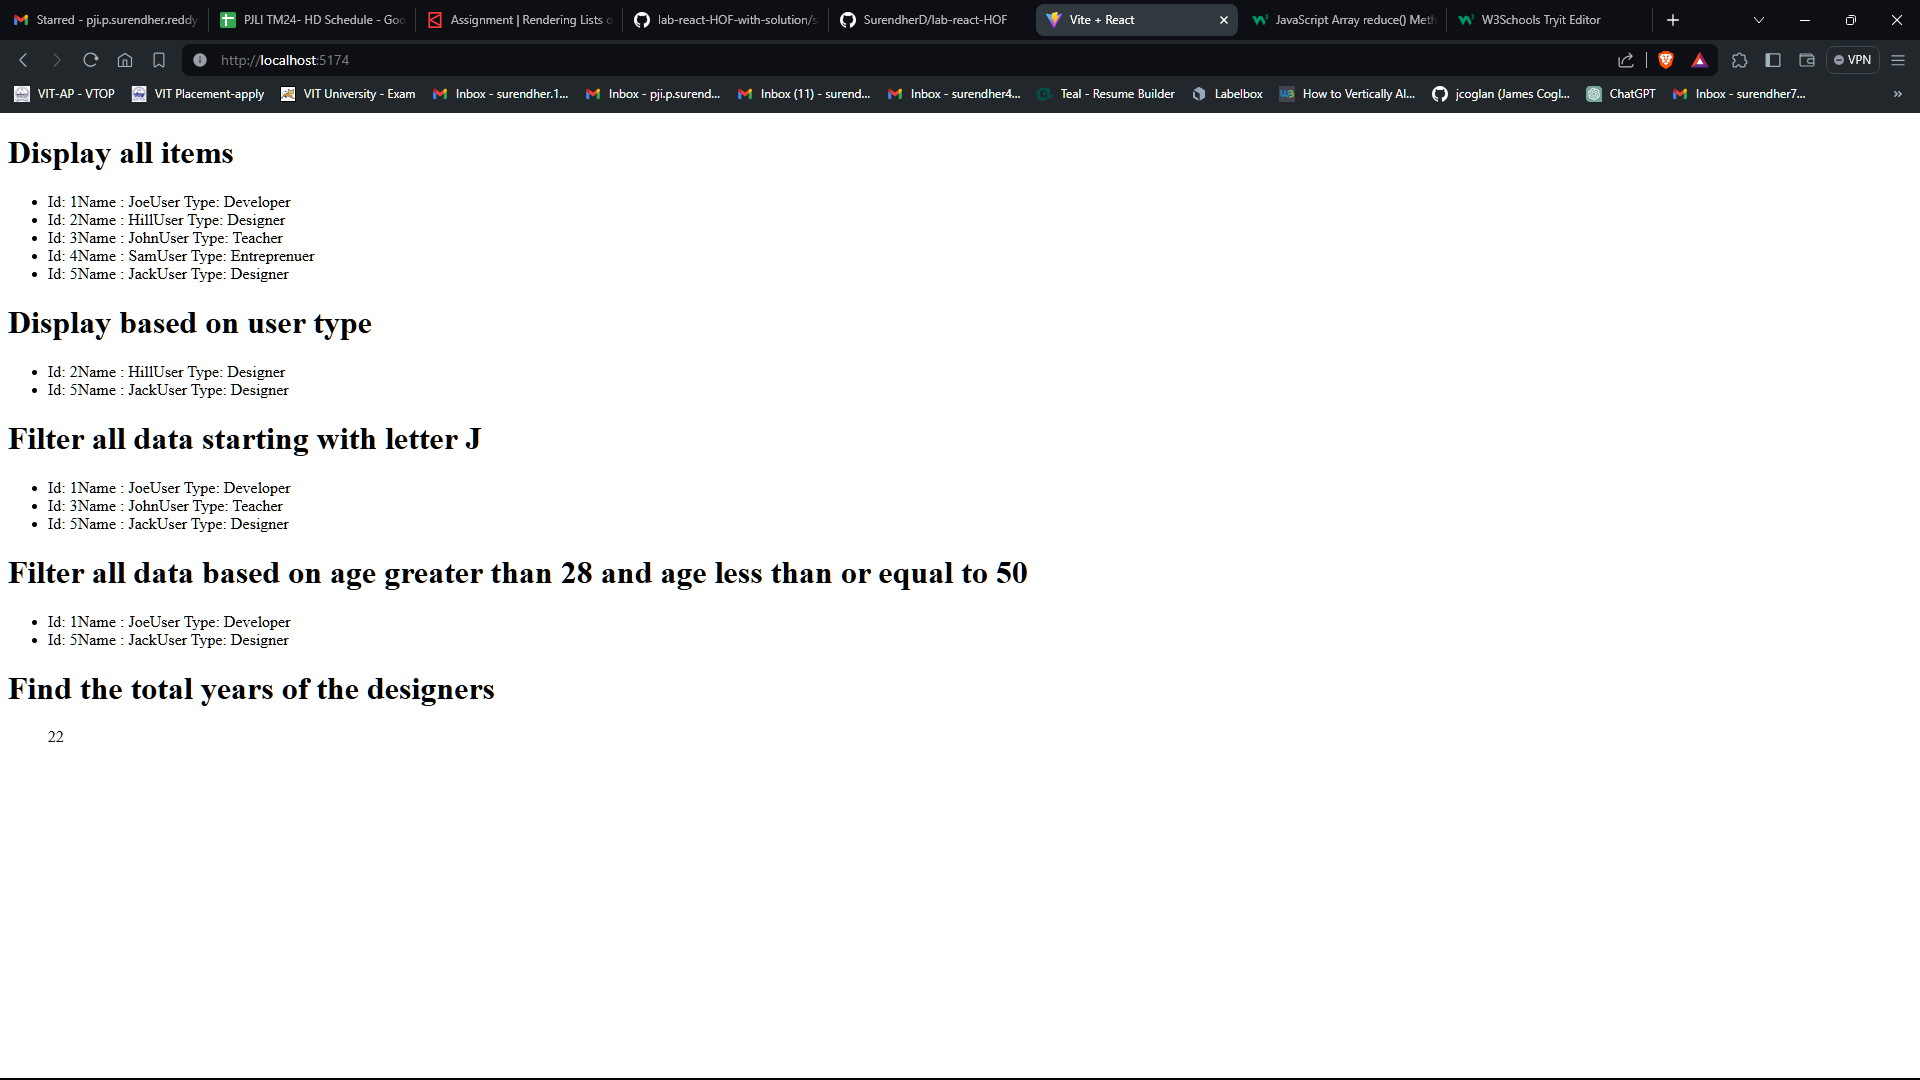 Starred - pji.p.surendher.reddy
PJLI TM24- HD Schedule - Goo
Assignment | Rendering Lists o
lab-react-HOF-with-solution/s
SurendherD/lab-react-HOF
Vite + React
JavaScript Array reduce() Meth
W3Schools Tryit Editor
http://localhost:5174
VPN
VIT-AP - VTOP
VIT Placement-apply
VIT University - Exam
Inbox - surendher.1...
Inbox - pji.p.surend...
Inbox (11) - surend...
Inbox - surendher4...
Teal - Resume Builder
Labelbox
How to Vertically Al...
jcoglan (James Cogl...
ChatGPT
Inbox - surendher7...
Display all items
• Id: 1Name : JoeUser Type: Developer
• Id: 2Name : HillUser Type: Designer
• Id: 3Name : JohnUser Type: Teacher
• Id: 4Name : SamUser Type: Entreprenuer
• Id: 5Name : JackUser Type: Designer
Display based on user type
• Id: 2Name : HillUser Type: Designer
• Id: 5Name : JackUser Type: Designer
Filter all data starting with letter J
• Id: 1Name : JoeUser Type: Developer
• Id: 3Name : JohnUser Type: Teacher
• Id: 5Name : JackUser Type: Designer
Filter all data based on age greater than 28 and age less than or equal to 50
• Id: 1Name : JoeUser Type: Developer
• Id: 5Name : JackUser Type: Designer
Find the total years of the designers
22